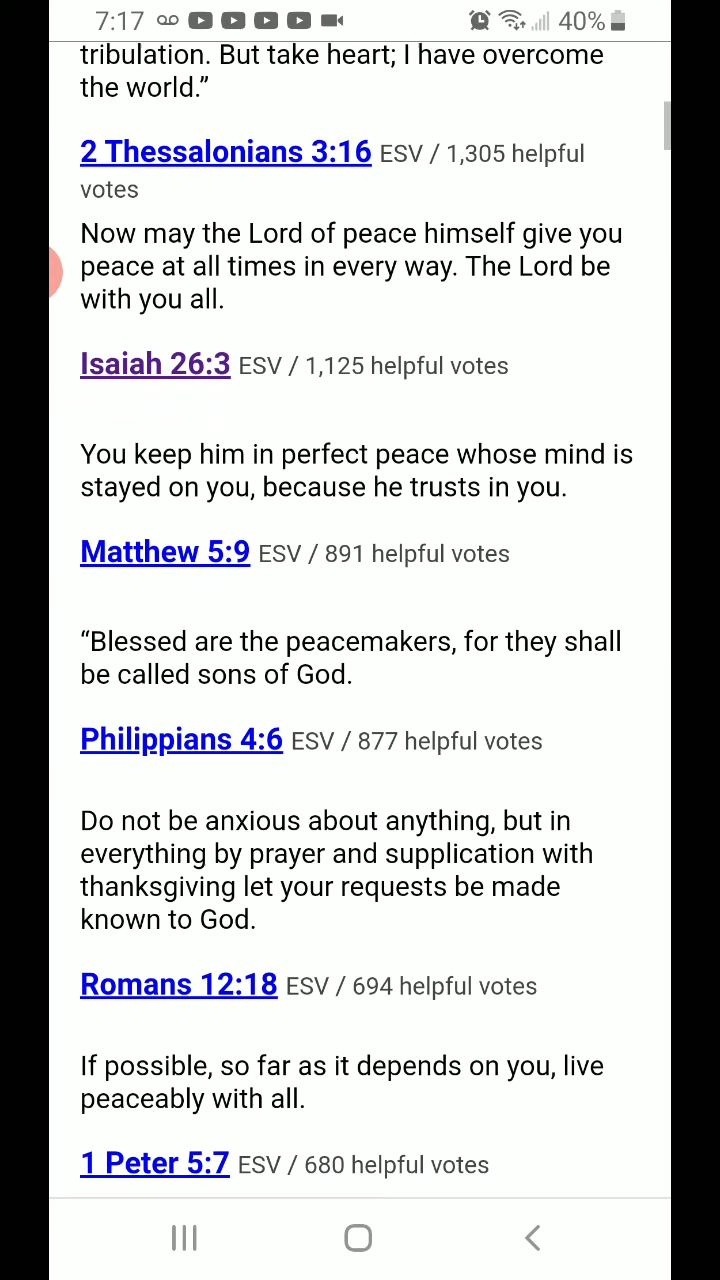 7:17 40%
tribulation. But take heart; I have overcome
the world.”
2 Thessalonians 3:16 ESV / 1,305 helpful
votes
Now may the Lord of peace himself give you
peace at all times in every way. The Lord be
with you all.
Isaiah 26:3 ESV / 1,125 helpful votes
You keep him in perfect peace whose mind is
stayed on you, because he trusts in you.
Matthew 5:9 ESV / 891 helpful votes
“Blessed are the peacemakers, for they shall
be called sons of God.
Philippians 4:6 ESV / 877 helpful votes
Do not be anxious about anything, but in
everything by prayer and supplication with
thanksgiving let your requests be made
known to God.
Romans 12:18 ESV / 694 helpful votes
If possible, so far as it depends on you, live
peaceably with all.
1 Peter 5:7 ESV / 680 helpful votes